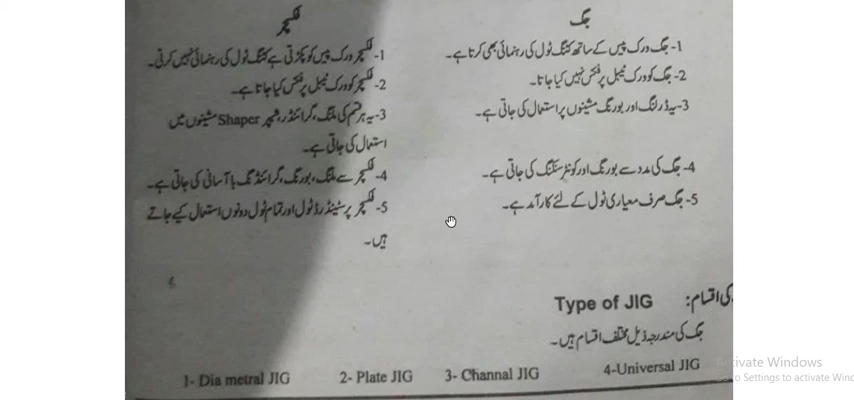 جگ
1- جگ ورک پیس کے ساتھ کٹنگ ٹول کی رہنمائی بھی کرتا ہے۔
2- جگ کو ورک ٹیبل پر فکس نہیں کیا جاتا۔
3- یہ ڈرلنگ اور بورنگ مشینوں پر استعمال کی جاتی ہے۔
4- جگ کی مدد سے بورنگ اور کونٹر سنکنگ کی جاتی ہے۔
5- جگ صرف معیاری ٹول کے لئے کارآمد ہے۔
فکسچر
1- فکسچر ورک پیس کو پکڑتی ہے کٹنگ ٹول کی رہنمائی نہیں کرتی۔
2- فکسچر کو ورک ٹیبل پر فکس کیا جاتا ہے۔
3- یہ ہر قسم کی ملنگ، گرائنڈر، شیپر Shaper مشینوں میں
استعمال کی جاتی ہے۔
4- فکسچر سے ملنگ، بورنگ، گرائنڈنگ با آسانی کی جاتی ہے۔
5- فکسچر پر سٹینڈرڈ ٹول اور تمام ٹول دونوں استعمال کیے جاتے
ہیں۔
کی اقسام: Type of JIG
جگ کی مندرجہ ذیل مختلف اقسام ہیں۔
1- Dia metral JIG 2- Plate JIG 3- Channal JIG 4-Universal JIG
Activate Windows
to Settings to activate Winc